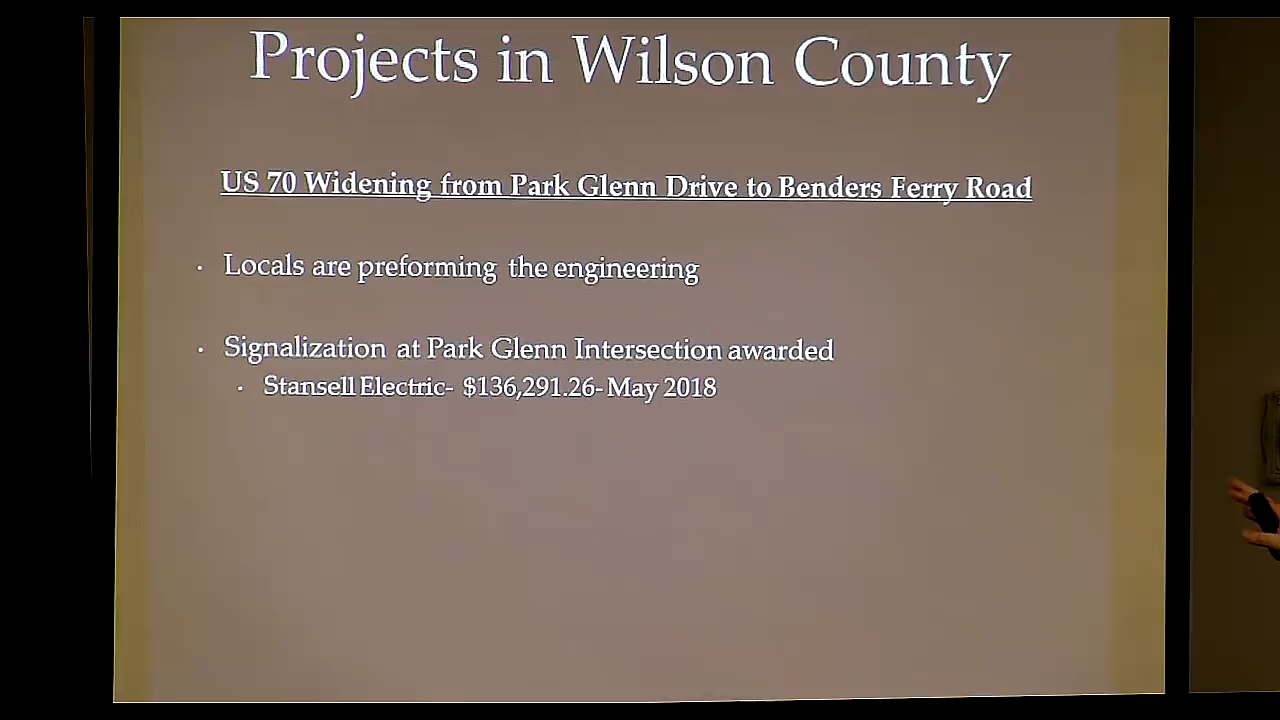 Projects in Wilson County
US 70 Widening from Park Glenn Drive to Benders Ferry Road
· Locals are preforming the engineering
· Signalization at Park Glenn Intersection awarded
· Stansell Electric- $136,291.26- May 2018